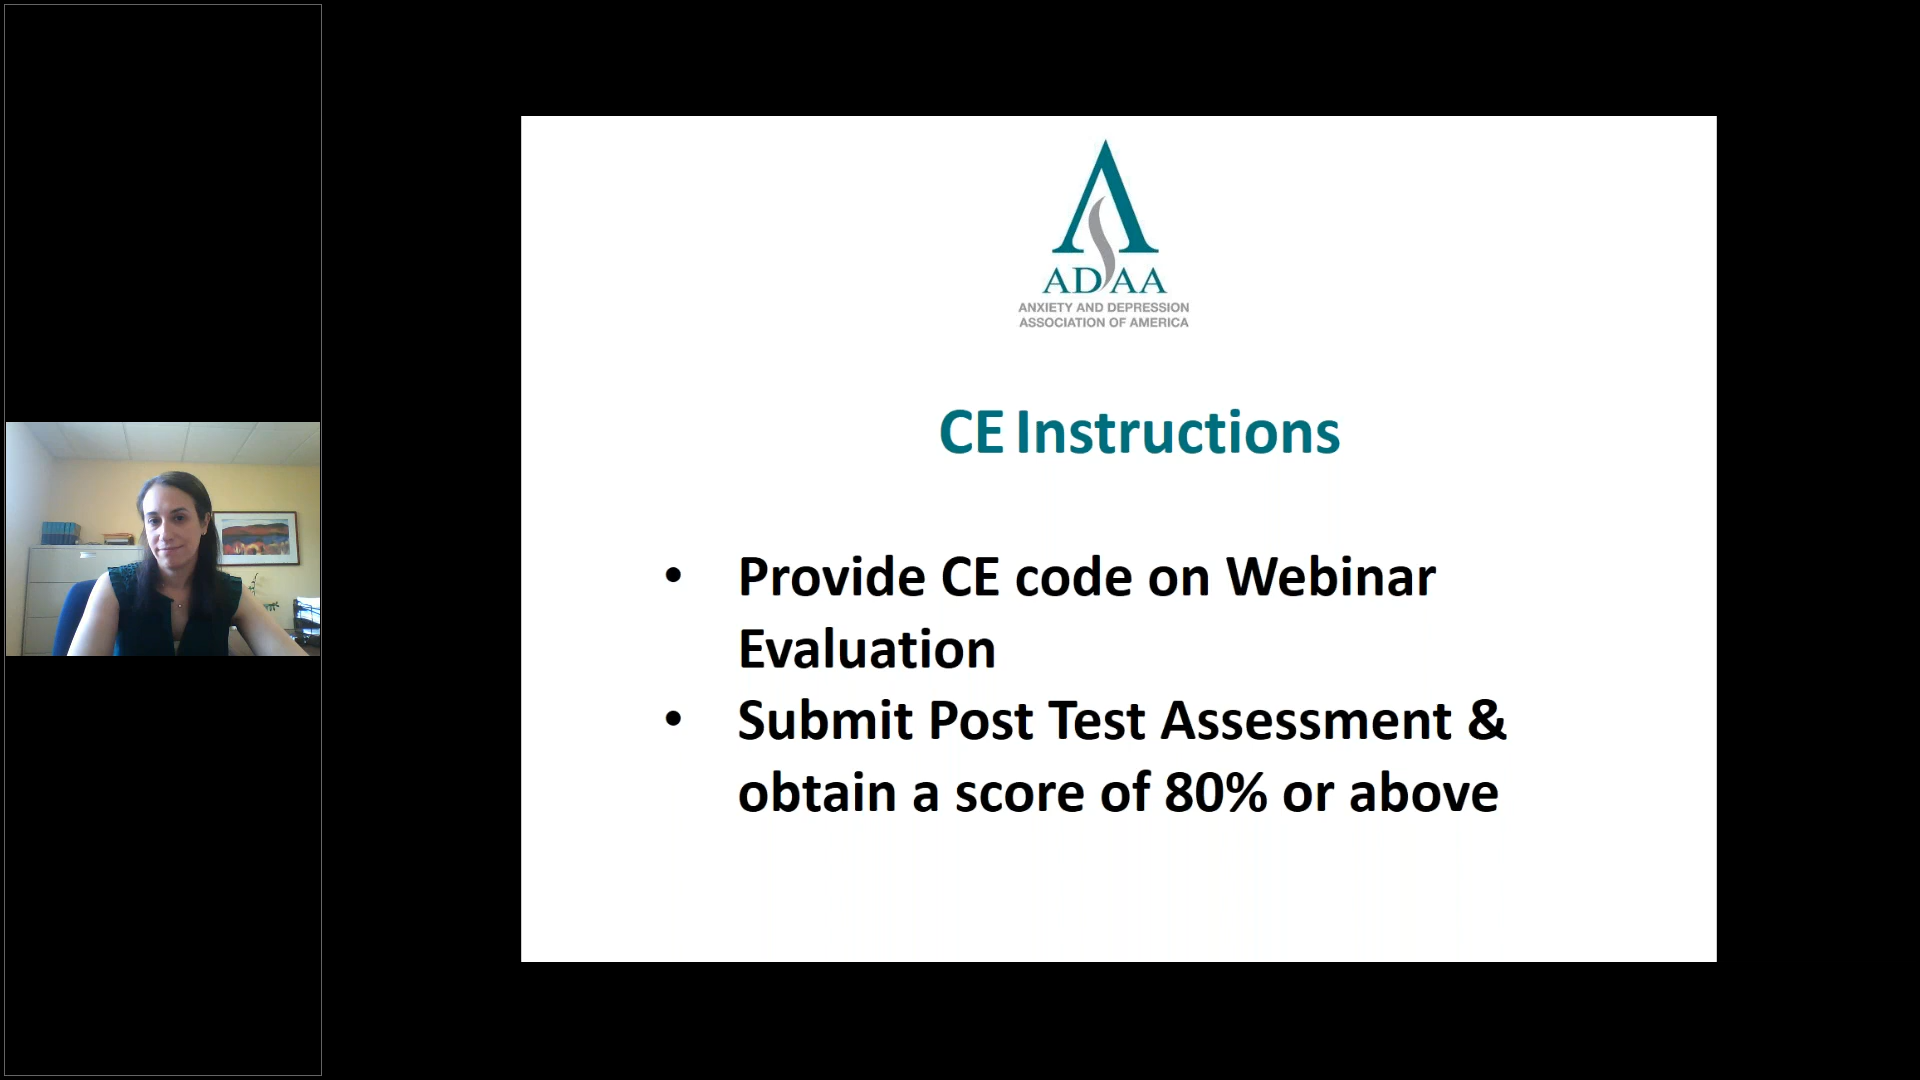 ADAA
ANXIETY AND DEPRESSION
ASSOCIATION OF AMERICA
CE Instructions
• Provide CE code on Webinar
Evaluation
• Submit Post Test Assessment &
obtain a score of 80% or above